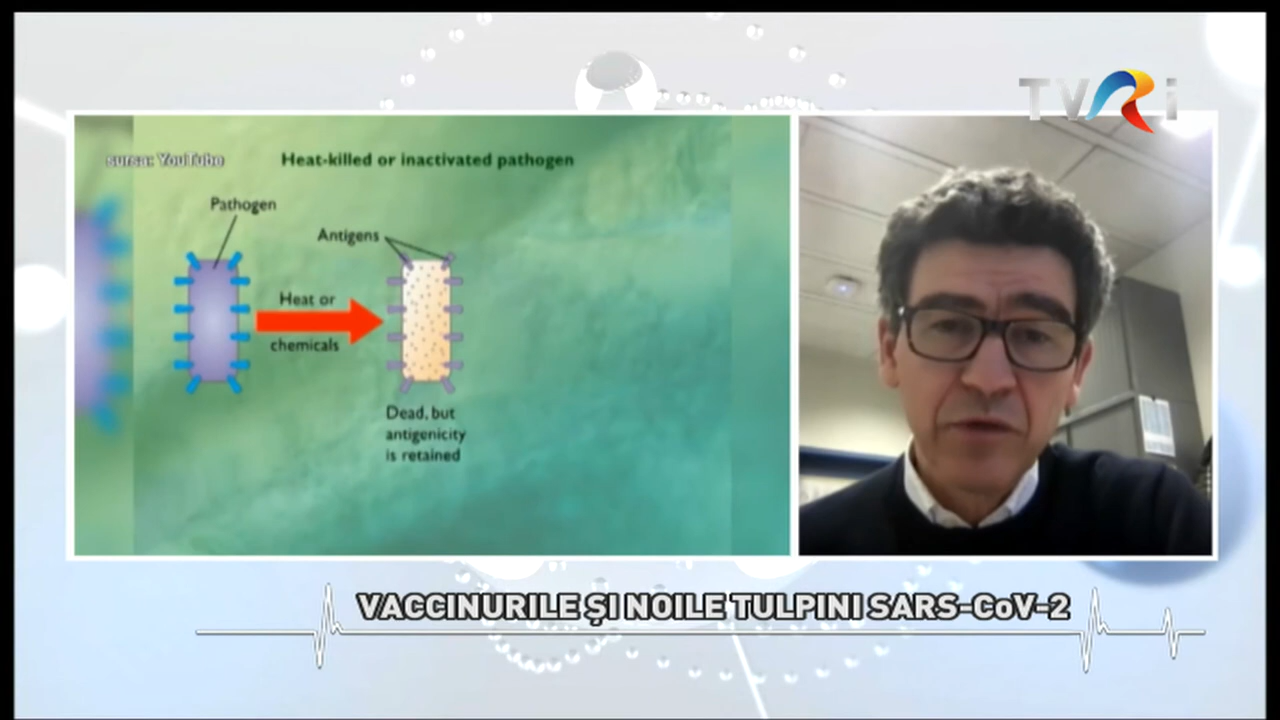 TVRi
sursa: YouTube
Heat-killed or inactivated pathogen
Pathogen
Antigens
Heat or
chemicals
Dead, but
antigenicity
is retained
VACCINURILE ȘI NOILE TULPINI SARS-CoV-2